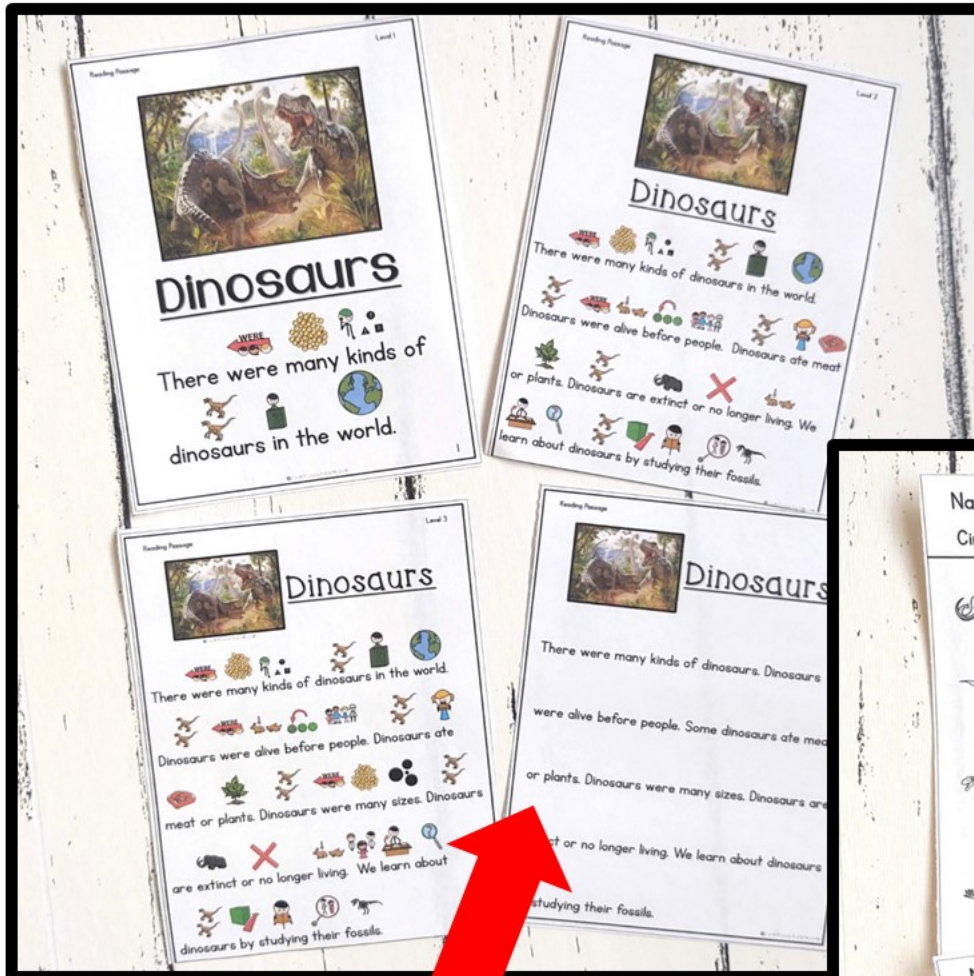 Reading Passage
Level 1
Dinosaurs
WERE
There were many kinds of
dinosaurs in the world.
1
Reading Passage
Level 2
Dinosaurs
WERE
There were many kinds of dinosaurs in the world.
WERE
Dinosaurs were alive before people. Dinosaurs ate meat
or plants. Dinosaurs are extinct or no longer living. We
learn about dinosaurs by studying their fossils.
Reading Passage
Level 3
Dinosaurs
WERE
There were many kinds of dinosaurs in the world.
WERE
Dinosaurs were alive before people. Dinosaurs ate
WERE
meat or plants. Dinosaurs were many sizes. Dinosaurs
are extinct or no longer living. We learn about
dinosaurs by studying their fossils.
Reading Passage
Dinosaurs
There were many kinds of dinosaurs. Dinosaurs
were alive before people. Some dinosaurs ate mea
or plants. Dinosaurs were many sizes. Dinosaurs are
ct or no longer living. We learn about dinosaurs
studying their fossils.
Na
Ci